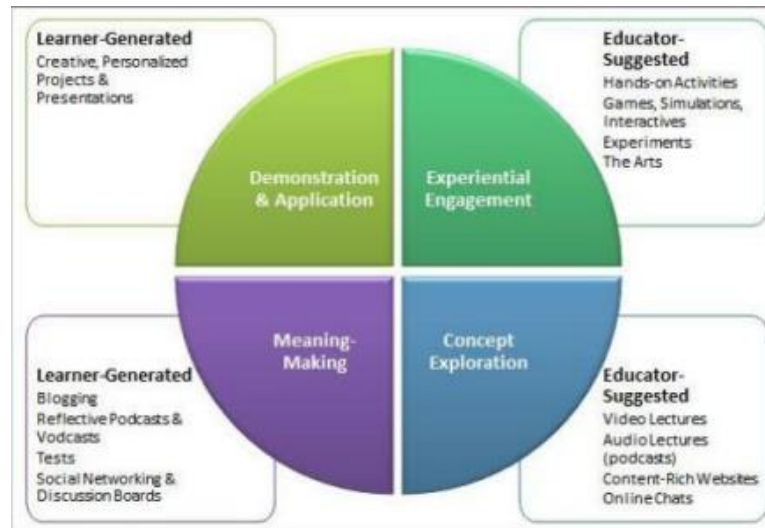 Learner-Generated
Creative, Personalized
Projects &
Presentations
Educator-
Suggested
Hands-on Activities
Games, Simulations,
Interactives
Experiments
The Arts
Demonstration
& Application
Experiential
Engagement
Meaning-
Making
Concept
Exploration
Learner-Generated
Blogging
Reflective Podcasts &
Vodcasts
Tests
Social Networking &
Discussion Boards
Educator-
Suggested
Video Lectures
Audio Lectures
(podcasts)
Content-Rich Websites
Online Chats